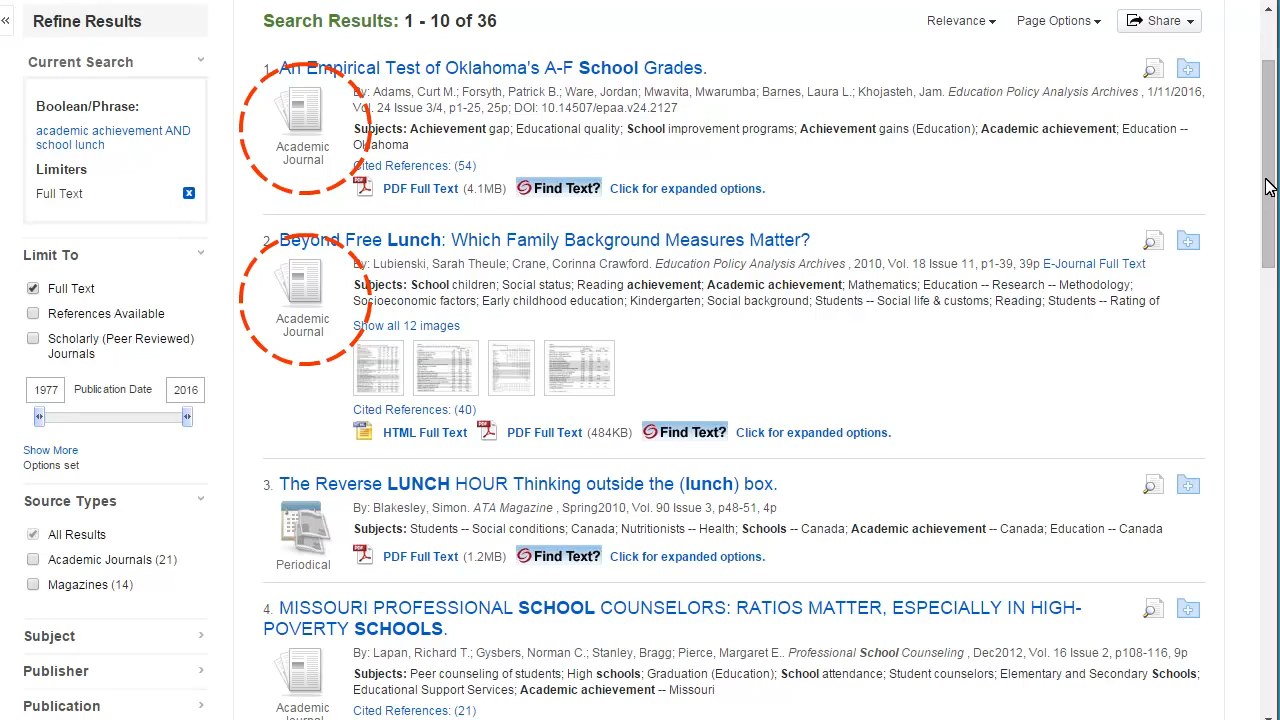 «
Refine Results
Current Search
Boolean/Phrase:
academic achievement AND
school lunch
Limiters
Full Text
Limit To
Full Text
References Available
Scholarly (Peer Reviewed)
Journals
1977 Publication Date 2016
Show More
Options set
Source Types
All Results
Academic Journals (21)
Magazines (14)
Subject
Publisher
Publication
Search Results: 1 - 10 of 36
Relevance Page Options Share
1. An Empirical Test of Oklahoma's A-F School Grades.
Academic
Journal
By: Adams, Curt M.; Forsyth, Patrick B.; Ware, Jordan; Mwavita, Mwarumba; Barnes, Laura L.; Khojasteh, Jam. Education Policy Analysis Archives , 1/11/2016,
Vol. 24 Issue 3/4, p1-25, 25p; DOI: 10.14507/epaa.v24.2127
Subjects: Achievement gap; Educational quality; School improvement programs; Achievement gains (Education); Academic achievement; Education --
Oklahoma
Cited References: (54)
PDF Full Text (4.1MB) Find Text? Click for expanded options.
2. Beyond Free Lunch: Which Family Background Measures Matter?
Academic
Journal
By: Lubienski, Sarah Theule; Crane, Corinna Crawford. Education Policy Analysis Archives , 2010, Vol. 18 Issue 11, p1-39, 39p E-Journal Full Text
Subjects: School children; Social status; Reading achievement; Academic achievement; Mathematics; Education -- Research -- Methodology;
Socioeconomic factors; Early childhood education; Kindergarten; Social background; Students -- Social life & customs; Reading; Students -- Rating of
Show all 12 images
Cited References: (40)
HTML Full Text PDF Full Text (484KB) Find Text? Click for expanded options.
3. The Reverse LUNCH HOUR Thinking outside the (lunch) box.
Periodical
By: Blakesley, Simon. ATA Magazine , Spring2010, Vol. 90 Issue 3, p48-51, 4p
Subjects: Students -- Social conditions; Canada; Nutritionists -- Health; Schools -- Canada; Academic achievement -- Canada; Education -- Canada
PDF Full Text (1.2MB) Find Text? Click for expanded options.
4. MISSOURI PROFESSIONAL SCHOOL COUNSELORS: RATIOS MATTER, ESPECIALLY IN HIGH-
POVERTY SCHOOLS.
Academic
Journal
By: Lapan, Richard T.; Gysbers, Norman C.; Stanley, Bragg; Pierce, Margaret E.. Professional School Counseling , Dec2012, Vol. 16 Issue 2, p108-116. 9p
Subjects: Peer counseling of students; High schools; Graduation (Education); School attendance; Student counselors; Elementary and Secondary Schools;
Educational Support Services; Academic achievement -- Missouri
Cited References: (21)